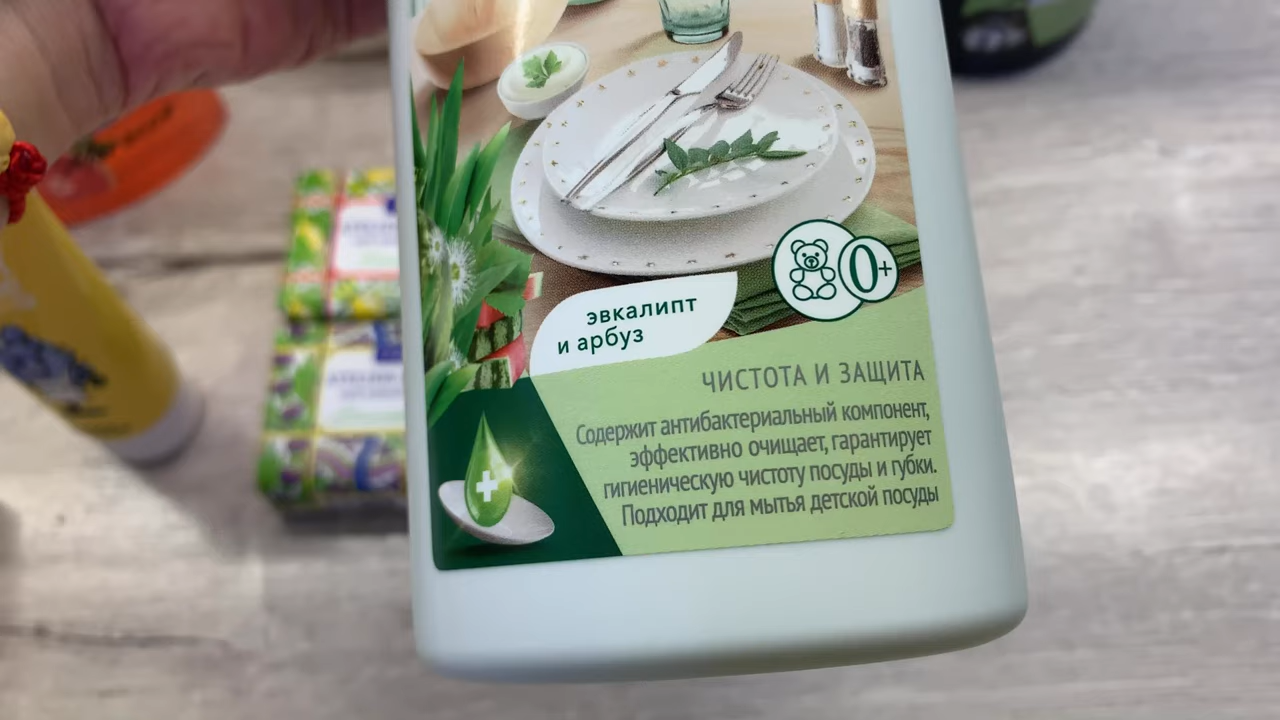 эвкалипт
и арбуз
0+
ЧИСТОТА И ЗАЩИТА
Содержит антибактериальный компонент,
эффективно очищает, гарантирует
гигиеническую чистоту посуды и губки.
Подходит для мытья детской посуды